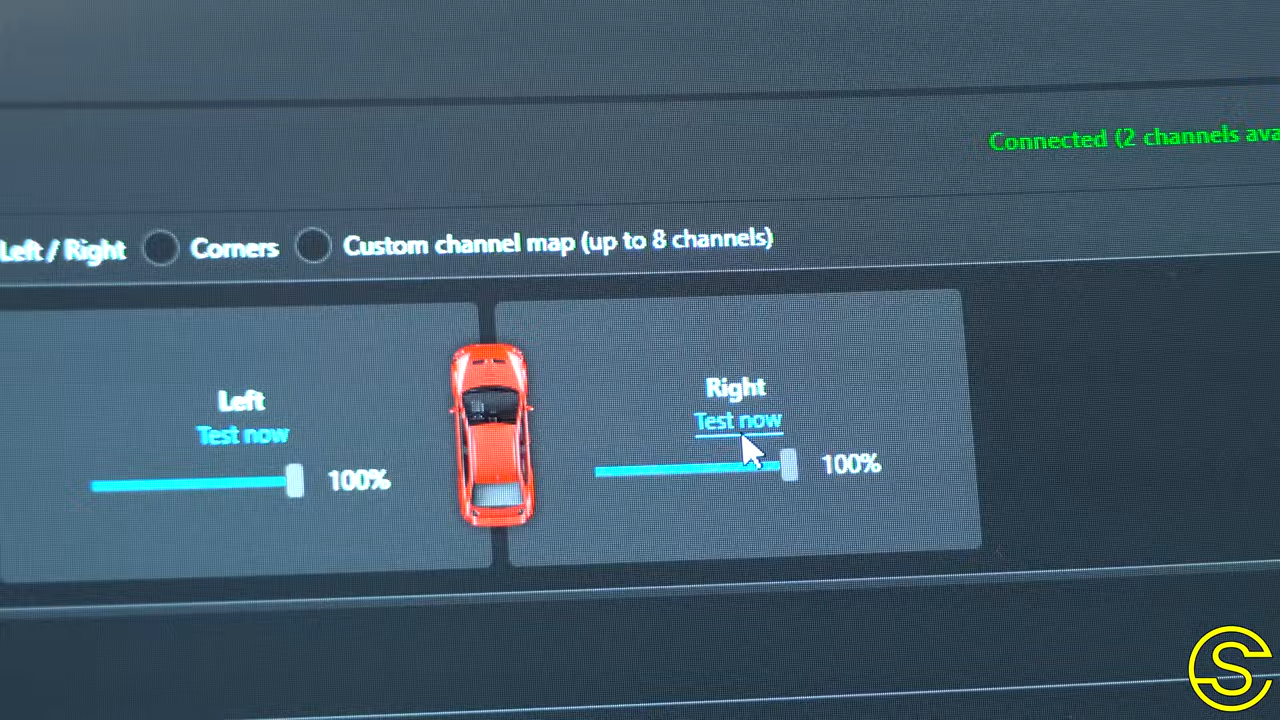 Connected (2 channels
Left / Right Corners Custom channel map (up to 8 channels)
Left
Test now
100%
Right
Test now
100%